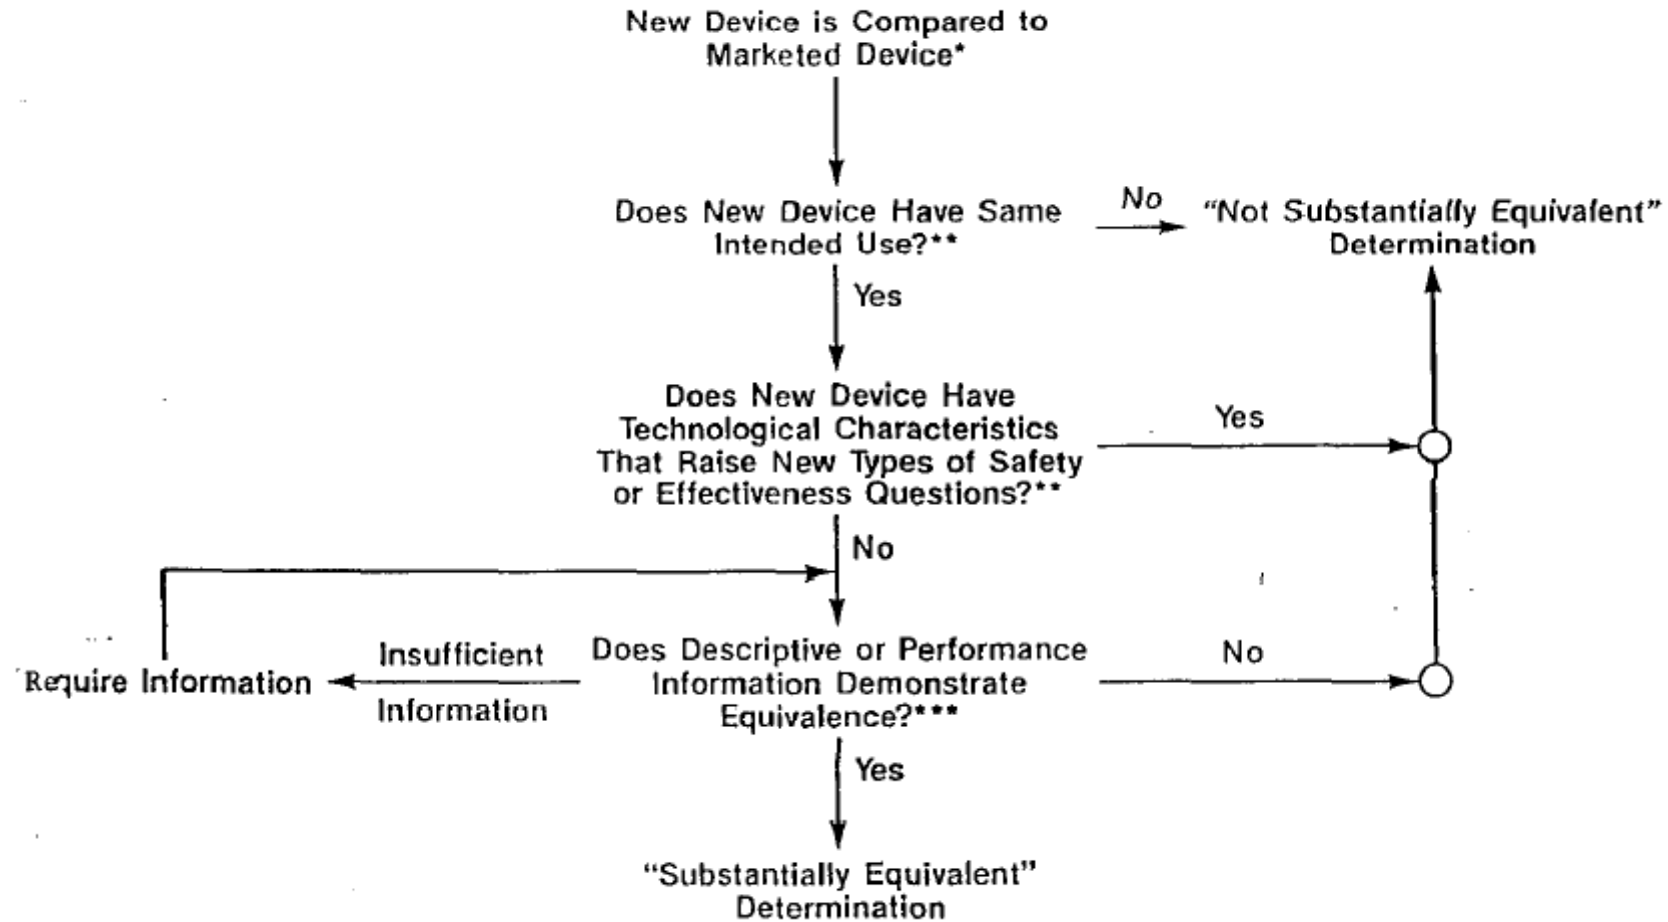 New Device is Compared to
Marketed Device*
Does New Device Have Same
Intended Use?**
No
"Not Substantially Equivalent"
Determination
Yes
Does New Device Have
Technological Characteristics
That Raise New Types of Safety
or Effectiveness Questions?**
Yes
No
Require Information
Insufficient
Information
Does Descriptive or Performance
Information Demonstrate
Equivalence?***
No
Yes
"Substantially Equivalent"
Determination